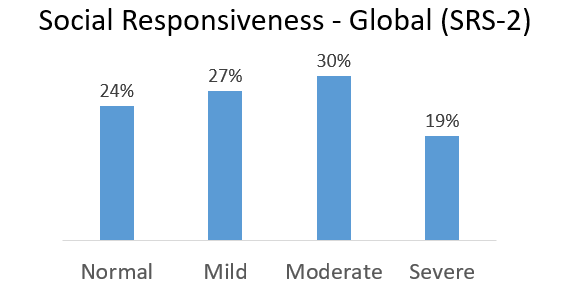 Social Responsiveness - Global (SRS-2)
24%
27%
30%
19%
Normal
Mild
Moderate
Severe